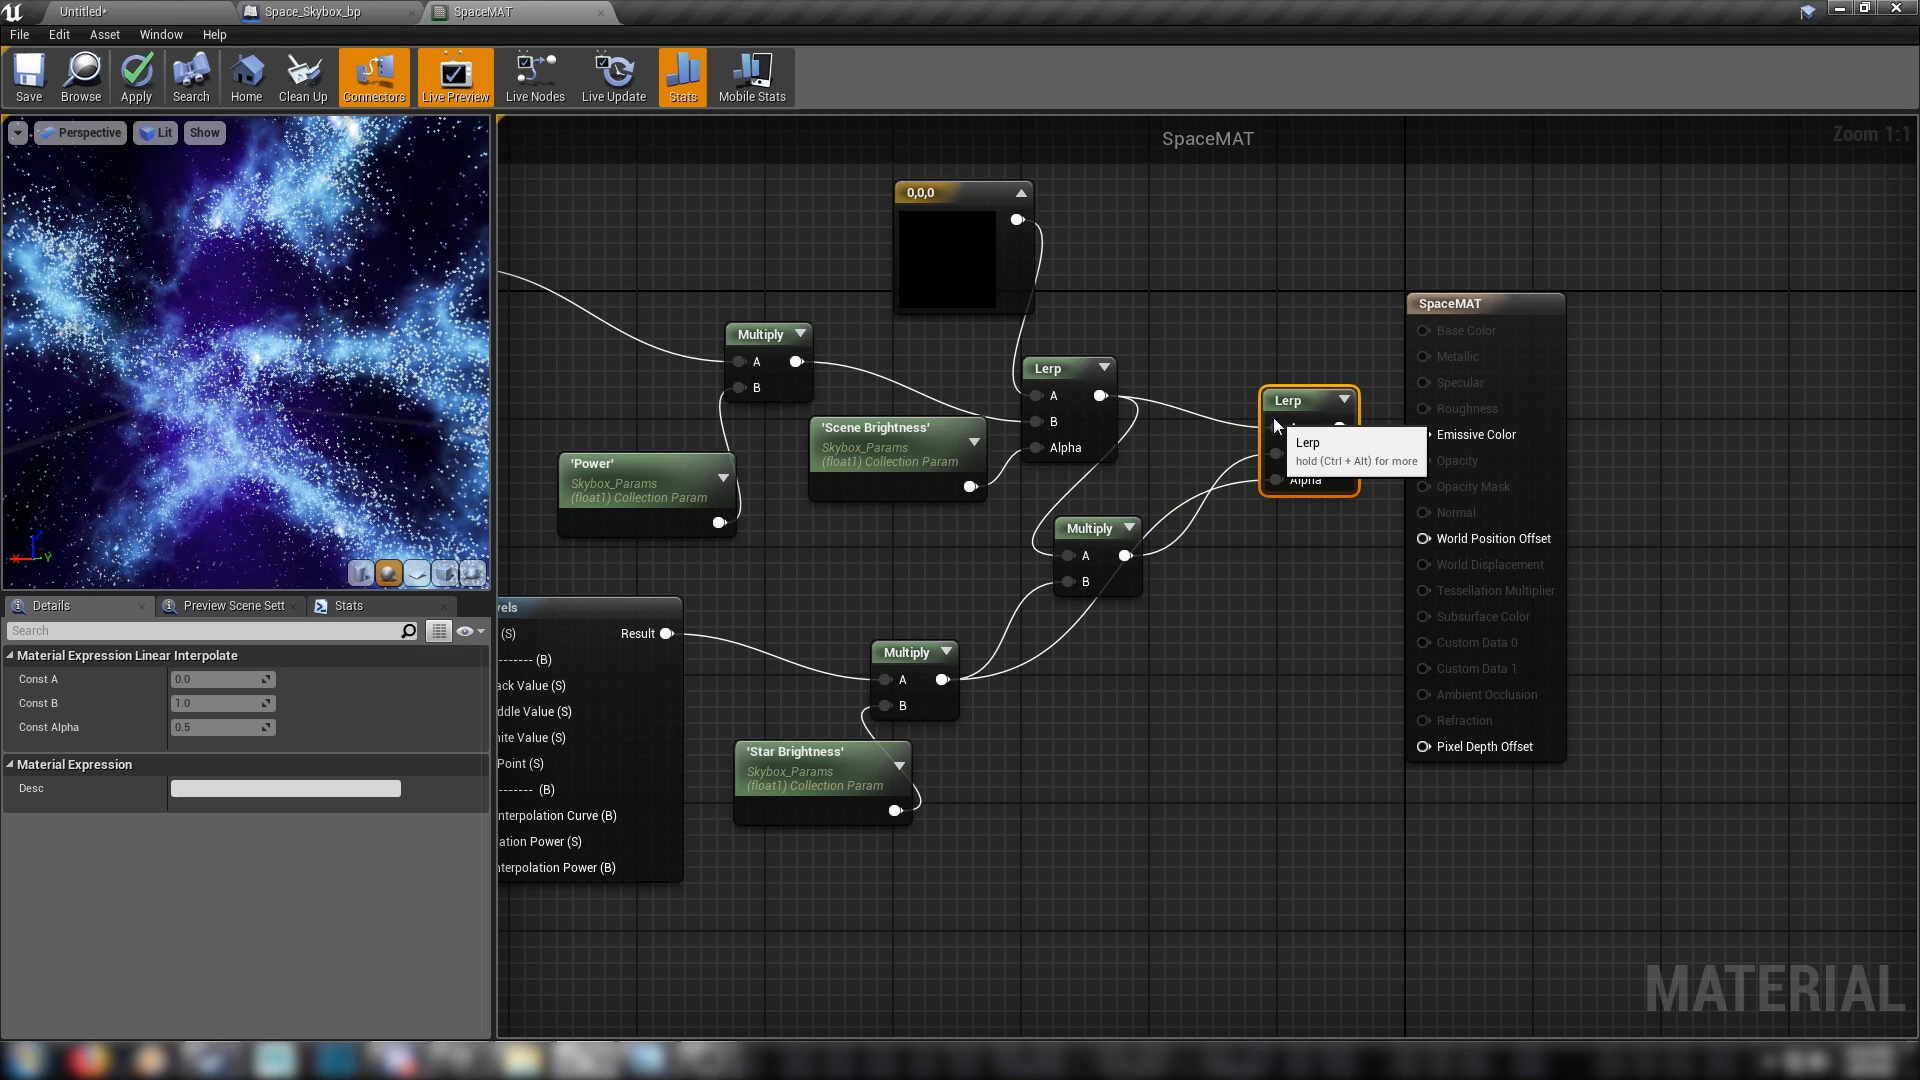 Untitled*
Space_Skybox_bp
SpaceMAT
File
Edit
Asset
Window
Help
Save
Browse
Apply
Search
Home
Clean Up
Connectors
Live Preview
Live Nodes
Live Update
Stats
Mobile Stats
Perspective
Lit
Show
SpaceMAT
Zoom 1:1
0,0,0
Multiply
A
B
Lerp
A
B
Alpha
'Scene Brightness'
Skybox_Params
(float1) Collection Param
'Power'
Skybox_Params
(float1) Collection Param
Lerp
Alpha
Lerp
hold (Ctrl + Alt) for more
SpaceMAT
Base Color
Metallic
Specular
Roughness
Emissive Color
Opacity
Opacity Mask
Normal
World Position Offset
World Displacement
Tessellation Multiplier
Subsurface Color
Custom Data 0
Custom Data 1
Ambient Occlusion
Refraction
Pixel Depth Offset
Multiply
A
B
Multiply
A
B
'Star Brightness'
Skybox_Params
(float1) Collection Param
vels
(S)
Result
------- (B)
ack Value (S)
ddle Value (S)
hite Value (S)
Point (S)
------- (B)
nterpolation Curve (B)
ation Power (S)
nterpolation Power (B)
Y
Details
Preview Scene Sett
Stats
Search
Material Expression Linear Interpolate
Const A
0.0
Const B
1.0
Const Alpha
0.5
Material Expression
Desc
MATERIAL